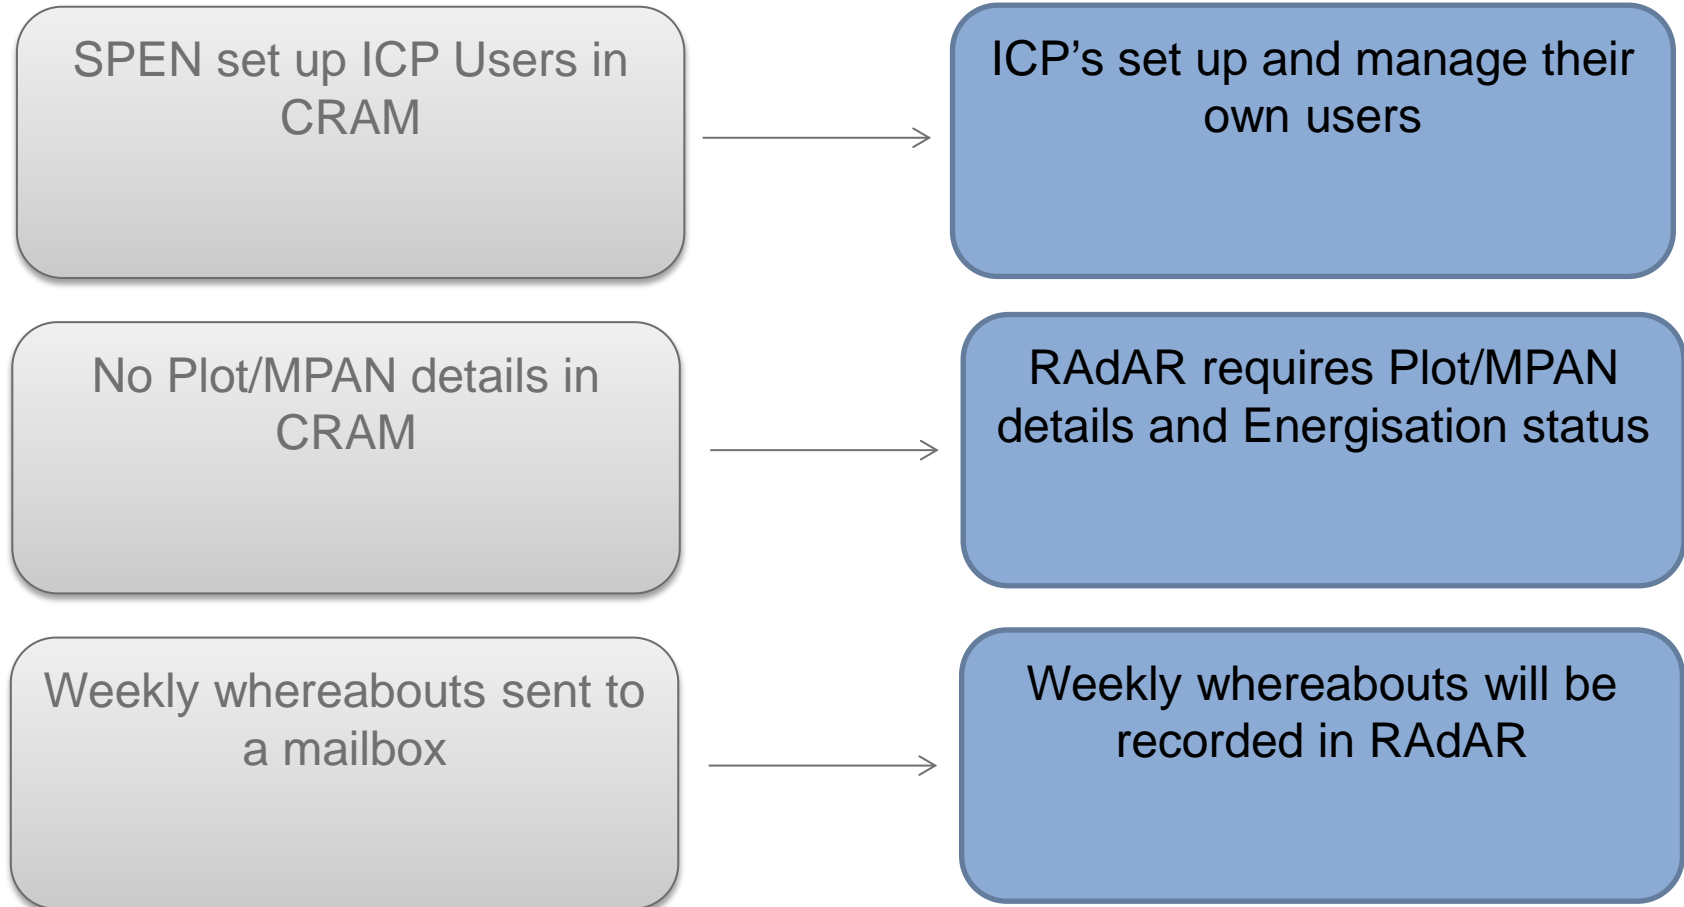 SPEN set up ICP Users in
CRAM
ICP's set up and manage their
own users
No Plot/MPAN details in
CRAM
RAdAR requires Plot/MPAN
details and Energisation status
Weekly whereabouts sent to
a mailbox
Weekly whereabouts will be
recorded in RAdAR